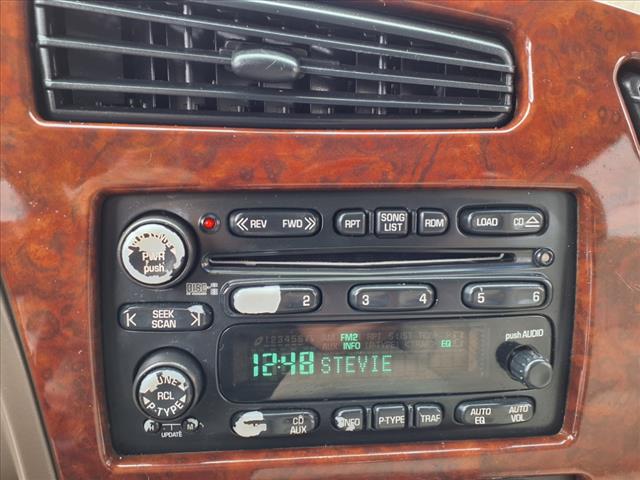 REV FWD RPT SONG LIST RDM LOAD CD
PWR push
DISC
2 3 4 5 6
SEEK SCAN
FM2
INFO EQ
12:48 STEVIE
push AUDIO
TUNE RCL P-TYPE
H UPDATE M
CD AUX INFO P-TYPE TRAF AUTO EQ AUTO VOL